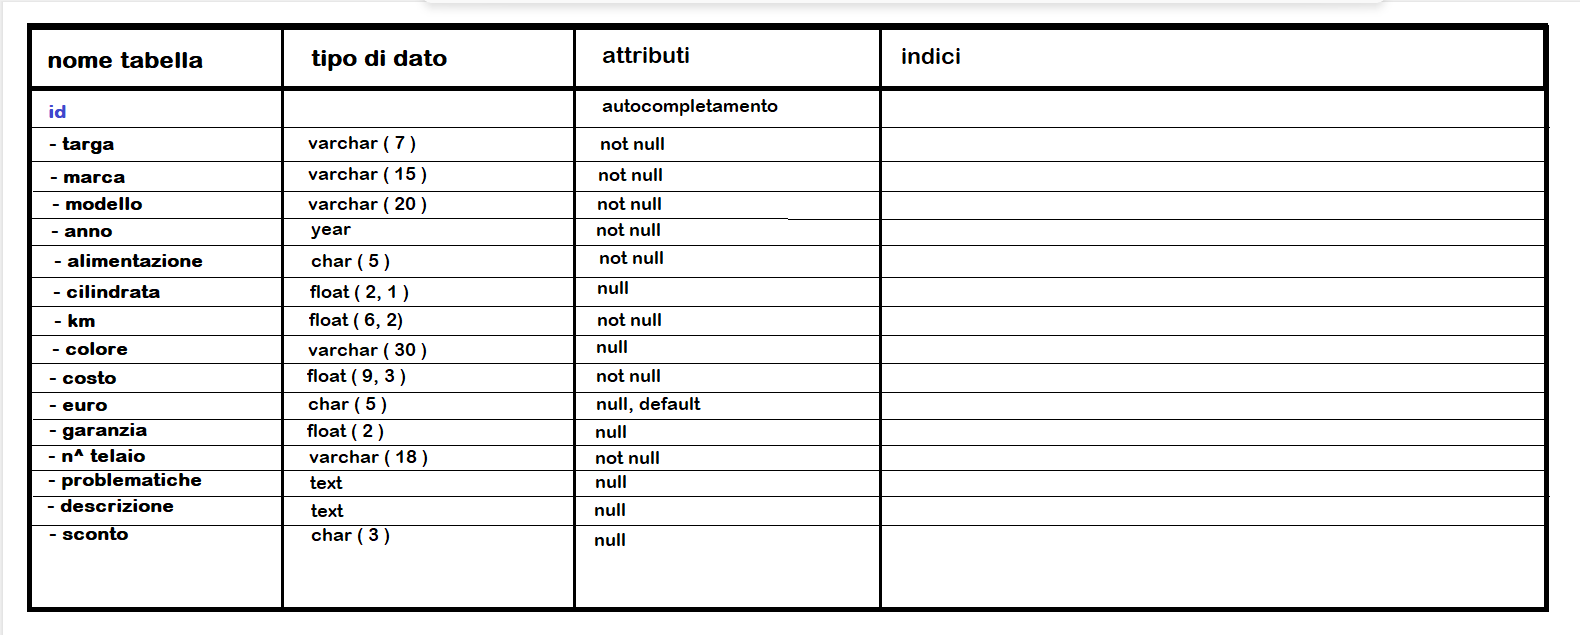 nome tabella tipo di dato attributi indici
id autocompletamento
- targa varchar ( 7 ) not null
- marca varchar ( 15 ) not null
- modello varchar ( 20 ) not null
- anno year not null
- alimentazione char ( 5 ) not null
- cilindrata float ( 2, 1 ) null
- km float ( 6, 2) not null
- colore varchar ( 30 ) null
- costo float ( 9, 3 ) not null
- euro char ( 5 ) null, default
- garanzia float ( 2 ) null
- n^ telaio varchar ( 18 ) not null
- problematiche text null
- descrizione text null
- sconto char ( 3 ) null